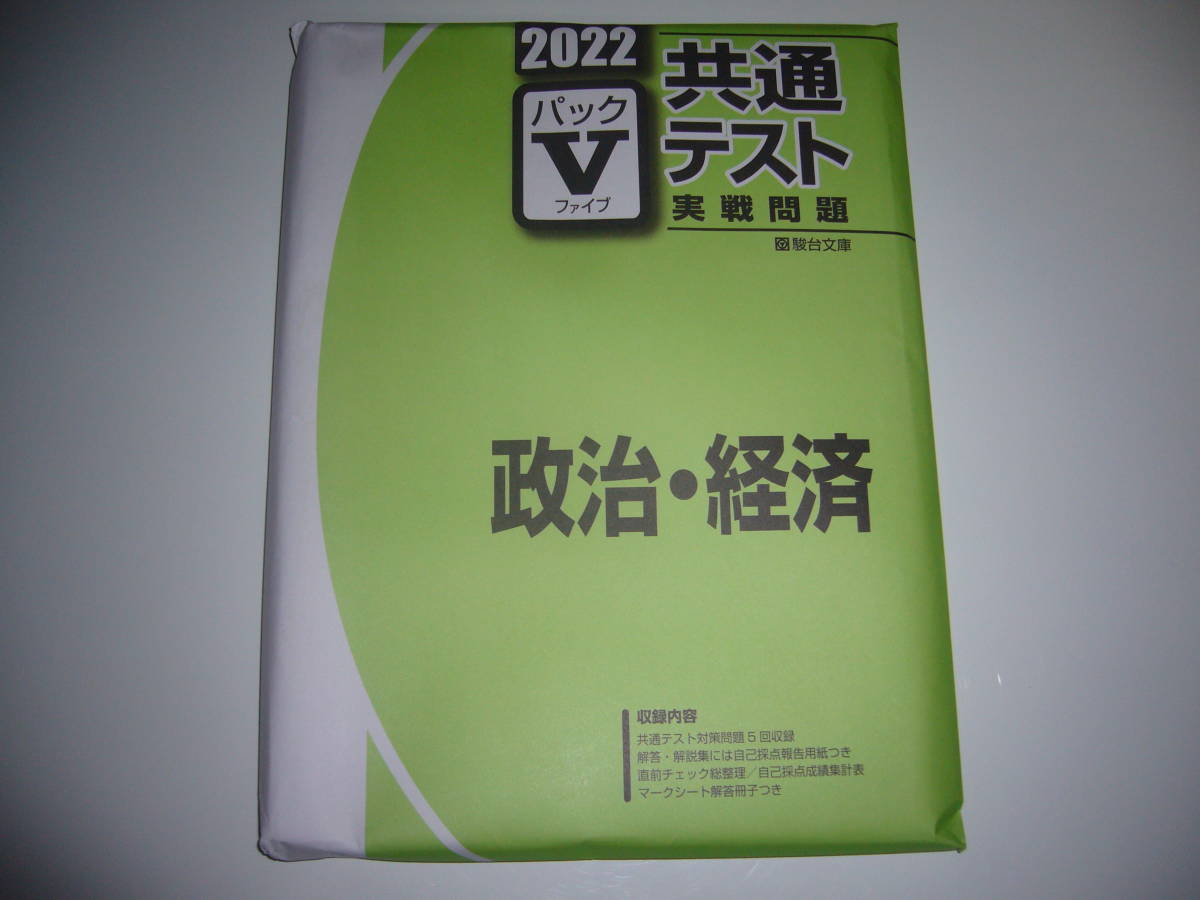 2022
パック
V
ファイブ
共通
テスト
実戦問題
駿台文庫
政治・経済
収録内容
共通テスト対策問題5回収録
解答・解説集には自己採点報告用紙つき
直前チェック総整理／自己採点成績集計表
マークシート解答冊子つき